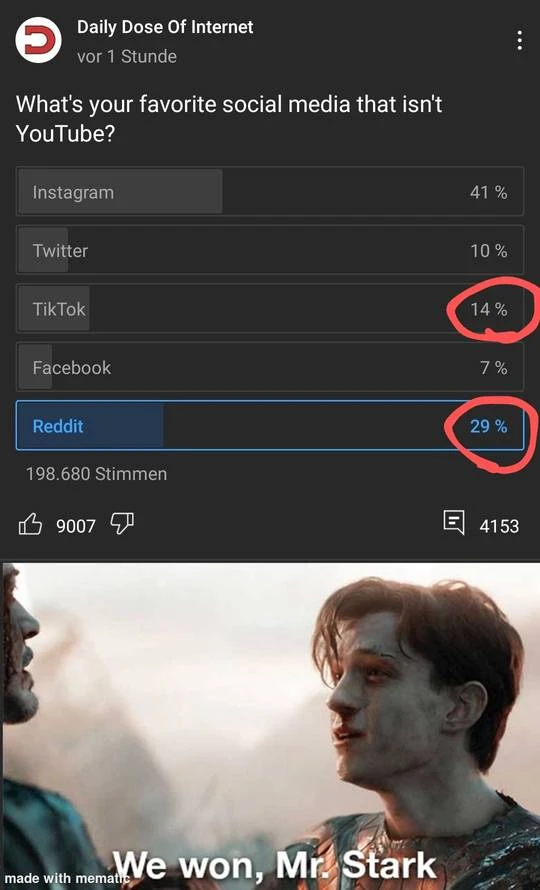 Daily Dose Of Internet
vor 1 Stunde
What's your favorite social media that isn't
YouTube?
Instagram 41 %
Twitter 10 %
TikTok 14 %
Facebook 7 %
Reddit 29 %
198.680 Stimmen
9007 4153
We won, Mr. Stark
made with mematic